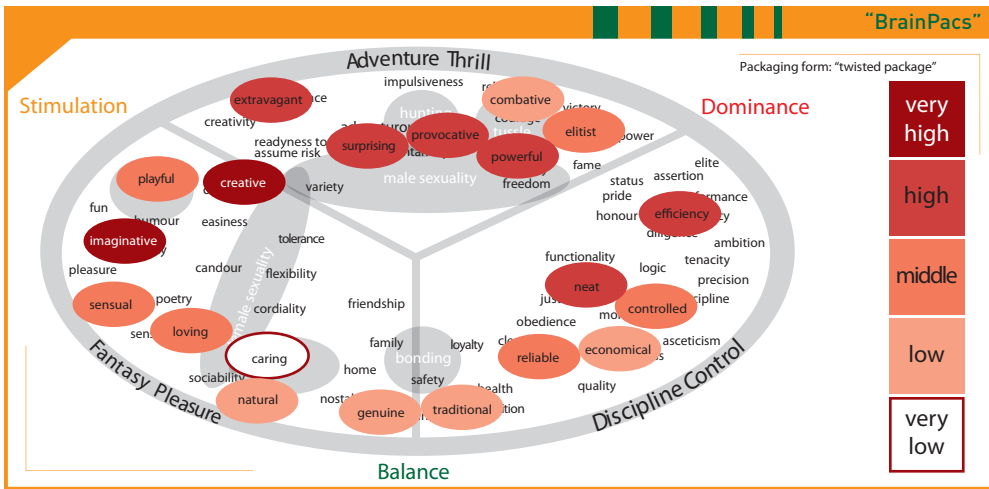 "BrainPacs"
Packaging form: "twisted package"
Adventure Thrill
Stimulation
Dominance
impulsiveness
extravagant
combative
victory
hunting
creativity
courage
tussle
elitist
power
provocative
readyness to
assume risk
surprising
powerful
fame
elite
playful
creative
variety
male sexuality
freedom
status
assertion
pride
fun
humour
easiness
honour
efficiency
imaginative
tolerance
ambition
pleasure
candour
flexibility
functionality
logic
tenacity
precision
neat
sensual
poetry
cordiality
friendship
controlled
loving
obedience
family
loyalty
economical
asceticism
caring
bonding
reliable
home
sociability
safety
quality
natural
genuine
traditional
Fantasy Pleasure
Discipline Control
Balance
very
high
high
middle
low
very
low